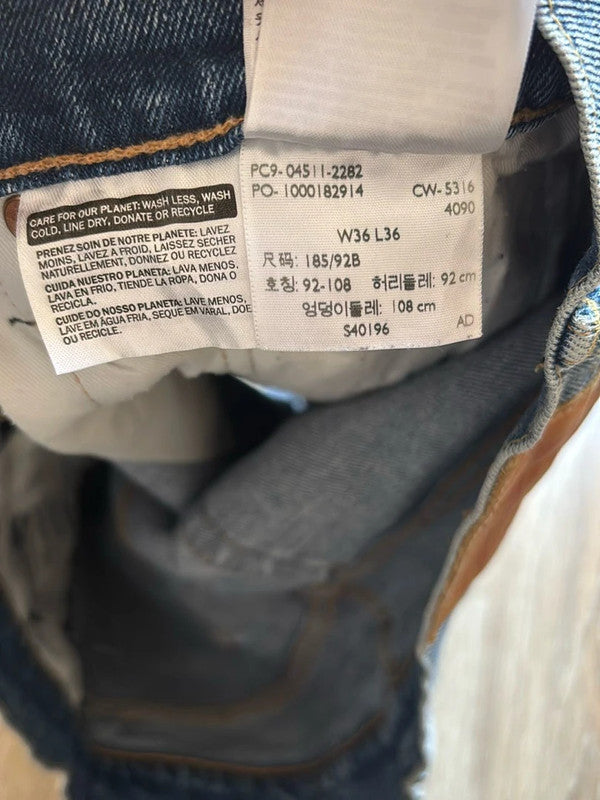 CARE FOR OUR PLANET: WASH LESS, WASH
COLD, LINE DRY, DONATE OR RECYCLE
PRENEZ SOIN DE NOTRE PLANETE: LAVEZ
MOINS, LAVEZ A FROID, LAISSEZ SECHER
NATURELLEMENT, DONNEZ OU RECYCLEZ
CUIDA NUESTRO PLANETA: LAVA MENOS,
LAVA EN FRIO, TIENDE LA ROPA, DONA O
RECICLA.
CUIDE DO NOSSO PLANETA: LAVE MENOS,
LAVE EM ÁGUA FRIA, SEQUE EM VARAL, DOE
OU RECICLE.
PC9-04511-2282
PO-1000182914 CW-5316
4090
W36 L36
尺码: 185/92B
호칭: 92-108 허리둘레: 92 cm
엉덩이둘레: 108 cm
S40196 AD